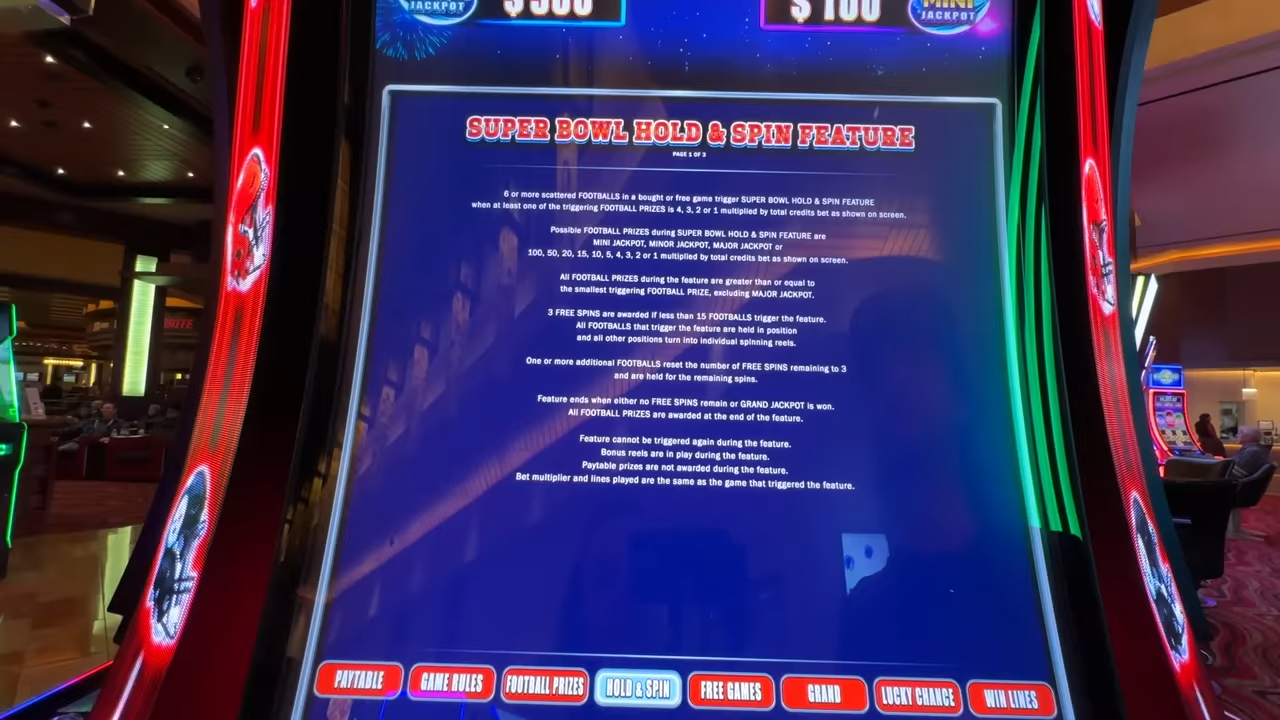 JACKPOT
$500
$100
MINI
JACKPOT
SUPER BOWL HOLD & SPIN FEATURE
PAGE 1 OF 3
6 or more scattered FOOTBALLS in a bought or free game trigger SUPER BOWL HOLD & SPIN FEATURE
when at least one of the triggering FOOTBALL PRIZES is 4, 3, 2 or 1 multiplied by total credits bet as shown on screen.
Possible FOOTBALL PRIZES during SUPER BOWL HOLD & SPIN FEATURE are
MINI JACKPOT, MINOR JACKPOT, MAJOR JACKPOT or
100, 50, 20, 15, 10, 5, 4, 3, 2 or 1 multiplied by total credits bet as shown on screen.
All FOOTBALL PRIZES during the feature are greater than or equal to
the smallest triggering FOOTBALL PRIZE, excluding MAJOR JACKPOT.
3 FREE SPINS are awarded if less than 15 FOOTBALLS trigger the feature.
All FOOTBALLS that trigger the feature are held in position
and all other positions turn into individual spinning reels.
One or more additional FOOTBALLS reset the number of FREE SPINS remaining to 3
and are held for the remaining spins.
Feature ends when either no FREE SPINS remain or GRAND JACKPOT is won.
All FOOTBALL PRIZES are awarded at the end of the feature.
Feature cannot be triggered again during the feature.
Bonus reels are in play during the feature.
Paytable prizes are not awarded during the feature.
Bet multiplier and lines played are the same as the game that triggered the feature.
PAYTABLE
GAME RULES
FOOTBALL PRIZES
HOLD & SPIN
FREE GAMES
GRAND
LUCKY CHANCE
WIN LINES